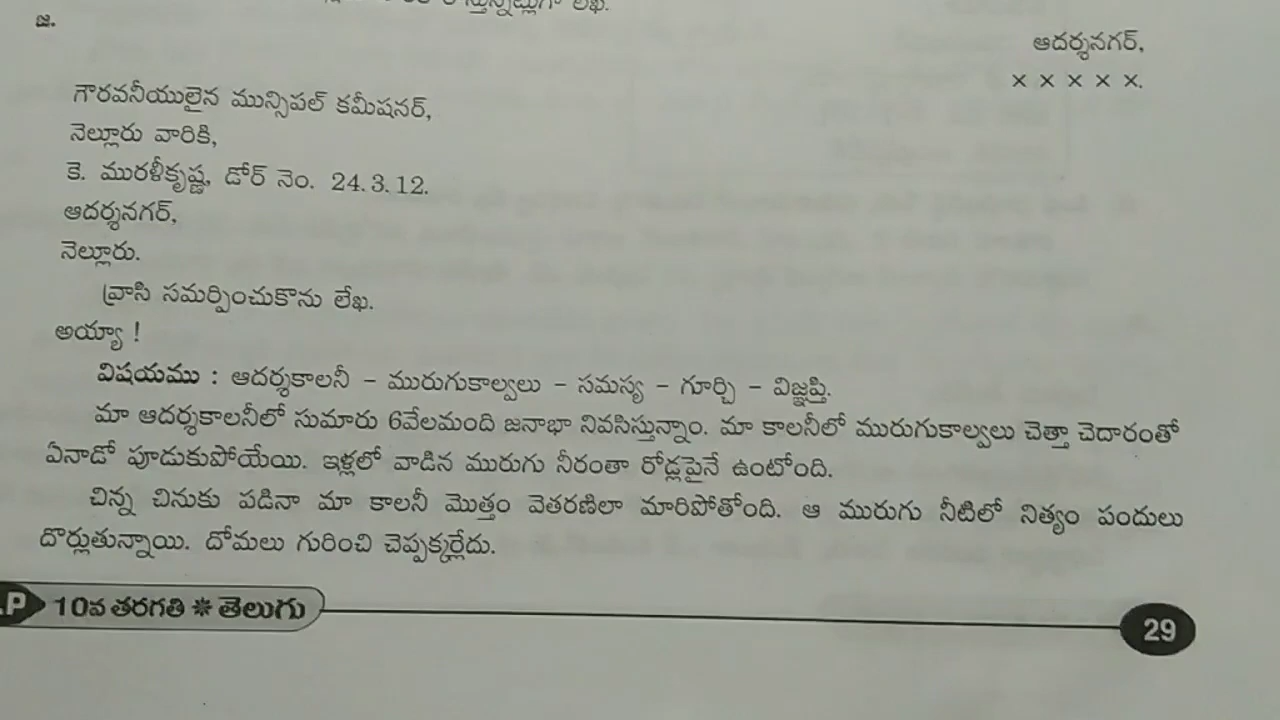 లేఖ.
జ.
ఆదర్శనగర్,
× × × × ×.
గౌరవనీయులైన మున్సిపల్ కమీషనర్,
నెల్లూరు వారికి,
కె. మురళీకృష్ణ, డోర్ నెం. 24.3.12.
ఆదర్శనగర్,
నెల్లూరు.
వ్రాసి సమర్పించుకొను లేఖ.
అయ్యా !
విషయము : ఆదర్శకాలనీ – మురుగుకాల్వలు – సమస్య – గూర్చి – విజ్ఞప్తి.
మా ఆదర్శకాలనీలో సుమారు 6వేలమంది జనాభా నివసిస్తున్నాం. మా కాలనీలో మురుగుకాల్వలు చెత్తా చెదారంతో
ఏనాడో పూడుకుపోయేయి. ఇళ్లలో వాడిన మురుగు నీరంతా రోడ్లపైనే ఉంటోంది.
చిన్న చినుకు పడినా మా కాలనీ మొత్తం వెతరణిలా మారిపోతోంది. ఆ మురుగు నీటిలో నిత్యం పందులు
దొర్లుతున్నాయి. దోమలు గురించి చెప్పక్కర్లేదు.
.P 10వ తరగతి ❋ తెలుగు
29